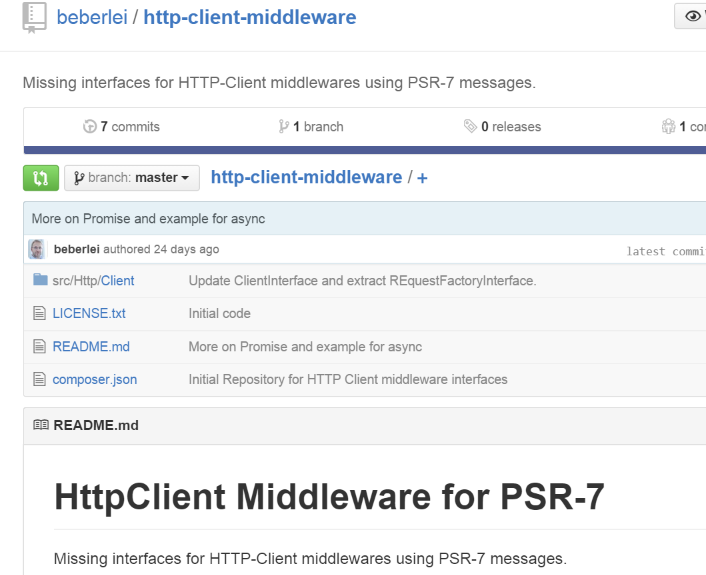 beberlei / http-client-middleware
Missing interfaces for HTTP-Client middlewares using PSR-7 messages.
7 commits 1 branch 0 releases 1
branch: master http-client-middleware / +
More on Promise and example for async
beberlei authored 24 days ago latest
src/Http/Client Update ClientInterface and extract REquestFactoryInterface.
LICENSE.txt Initial code
README.md More on Promise and example for async
composer.json Initial Repository for HTTP Client middleware interfaces
README.md
HttpClient Middleware for PSR-7
Missing interfaces for HTTP-Client middlewares using PSR-7 messages.